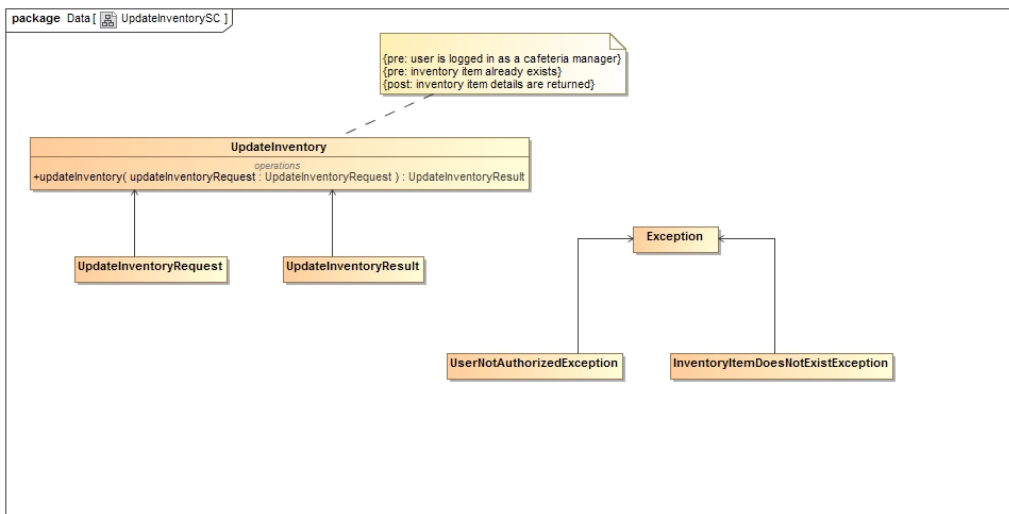 package Data [ UpdateInventorySC ]
{pre: user is logged in as a cafeteria manager}
{pre: inventory item already exists}
{post: inventory item details are returned}
UpdateInventory
operations
+updateInventory( updateInventoryRequest : UpdateInventoryRequest ) : UpdateInventoryResult
Exception
UpdateInventoryRequest
UpdateInventoryResult
UserNotAuthorizedException
InventoryItemDoesNotExistException